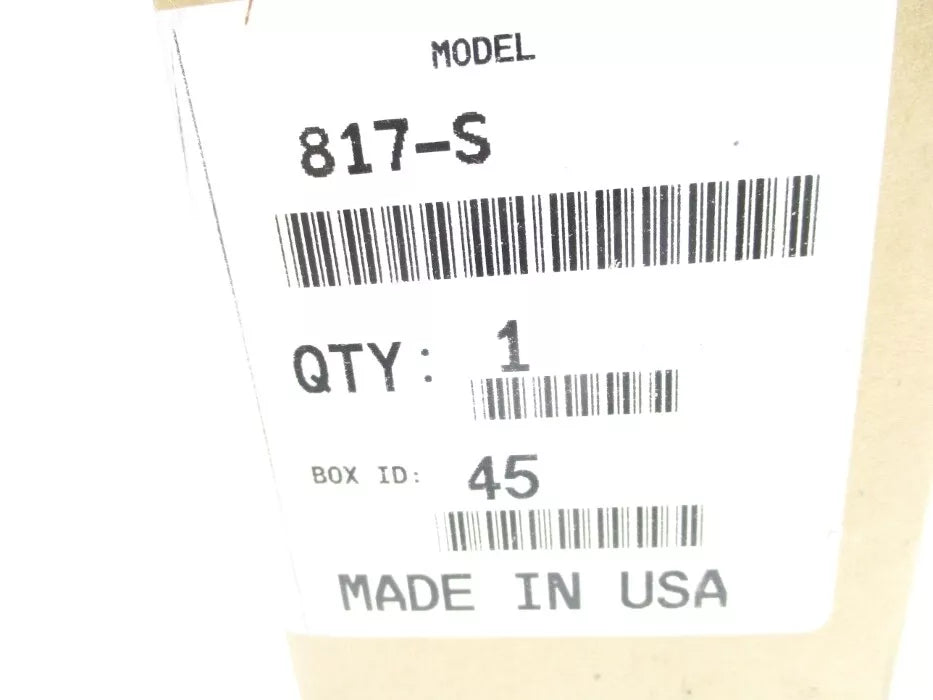 MODEL
817-S
QTY: 1
BOX ID: 45
MADE IN USA